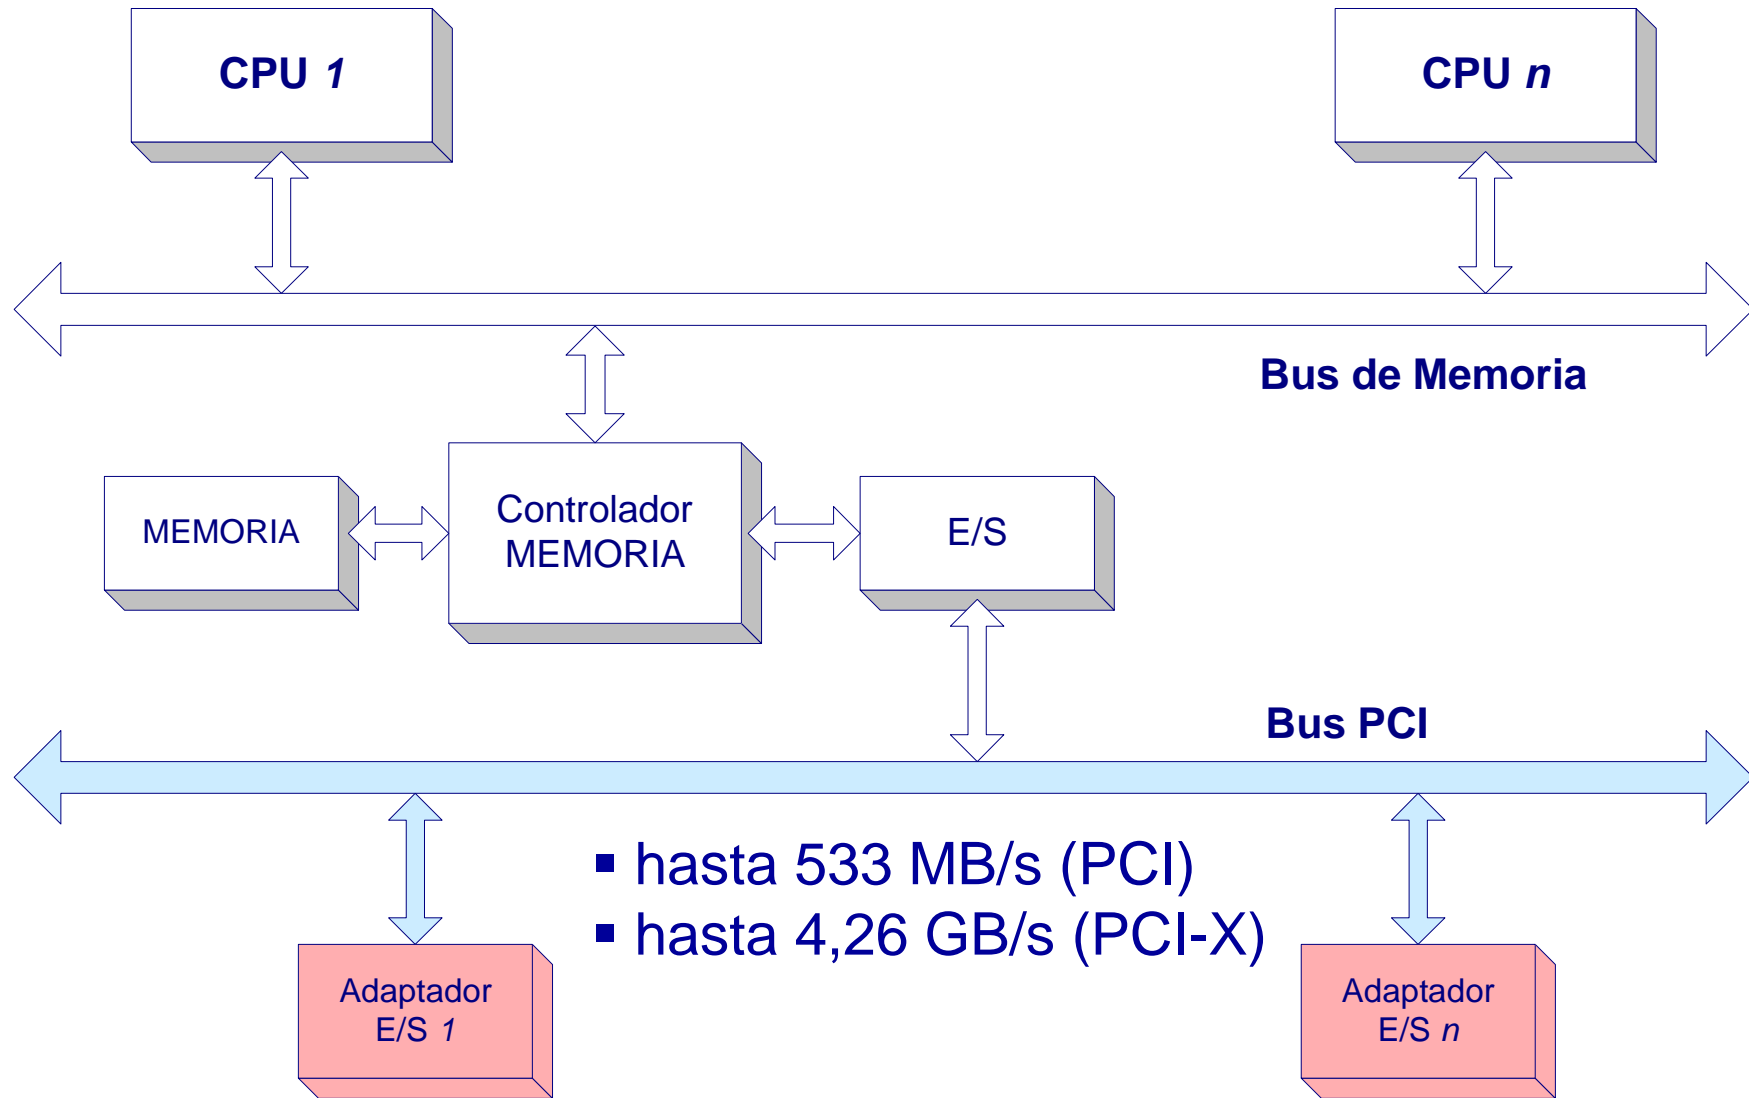 CPU 1
CPU n
Bus de Memoria
MEMORIA
Controlador
MEMORIA
E/S
Bus PCI
▪ hasta 533 MB/s (PCI)
▪ hasta 4,26 GB/s (PCI-X)
Adaptador
E/S 1
Adaptador
E/S n